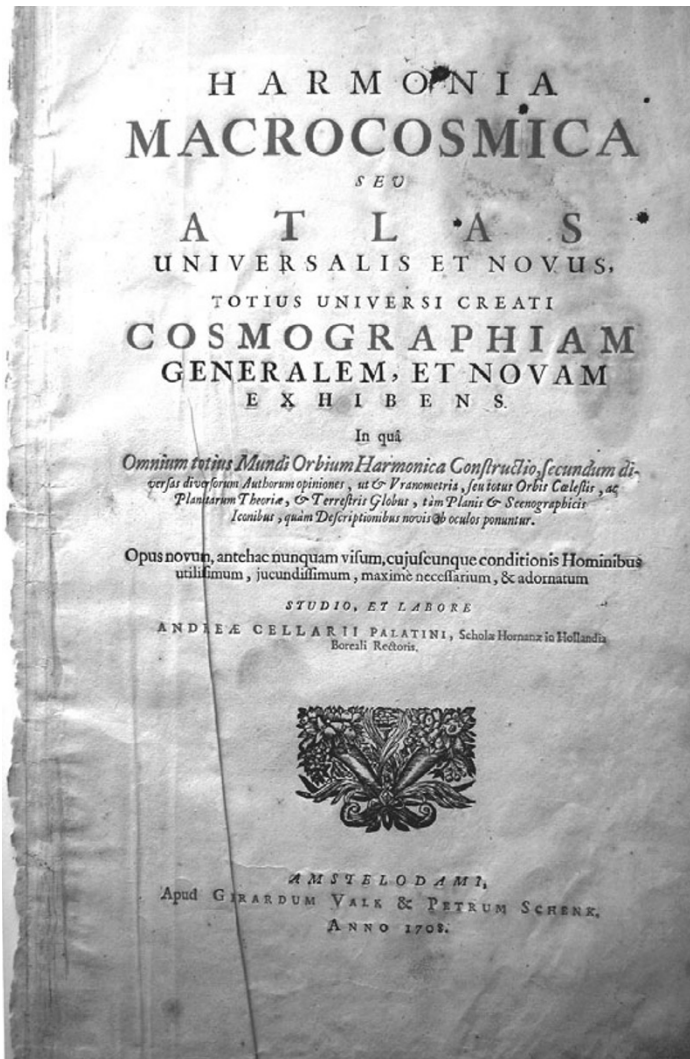 HARMONIA
MACROCOSMICA
SEU
ATLAS
UNIVERSALIS ET NOVUS,
TOTIUS UNIVERSI CREATI
COSMOGRAPHIAM
GENERALEM, ET NOVAM
EXHIBENS.
In quâ
Omnium totius Mundi Orbium Harmonica Conſtructio, ſecundum di-
verſas diverſorum Authorum opiniones, ut & Uranometria, ſeu totus Orbis Cœleſtis, ac
Planetarum Theoriæ, & Terreſtris Globus, tàm Planis & Scenographicis
Iconibus, quàm Deſcriptionibus novis ab oculos ponuntur.
Opus novum, antehac nunquam viſum, cujuſcunque conditionis Hominibus
utiliſſimum, jucundiſſimum, maximè neceſſarium, & adornatum
STUDIO, ET LABORE
ANDREÆ CELLARII PALATINI, Scholæ Hornanæ in Hollandia
Boreali Rectoris.
AMSTELODAMI,
Apud GIRARDUM VALK & PETRUM SCHENK,
ANNO 1708.